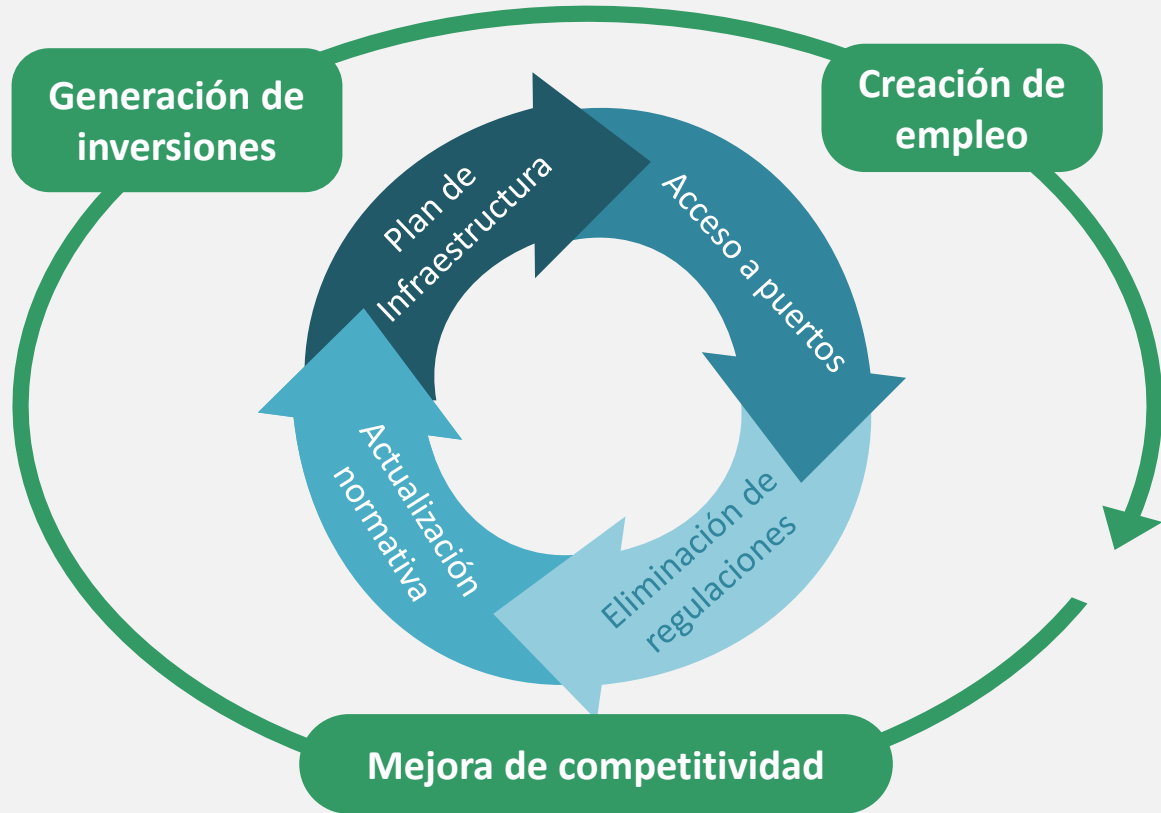 Generación de
inversiones
Creación de
empleo
Plan de
Infraestructura
Acceso a puertos
Eliminación de
regulaciones
Actualización
normativa
Mejora de competitividad